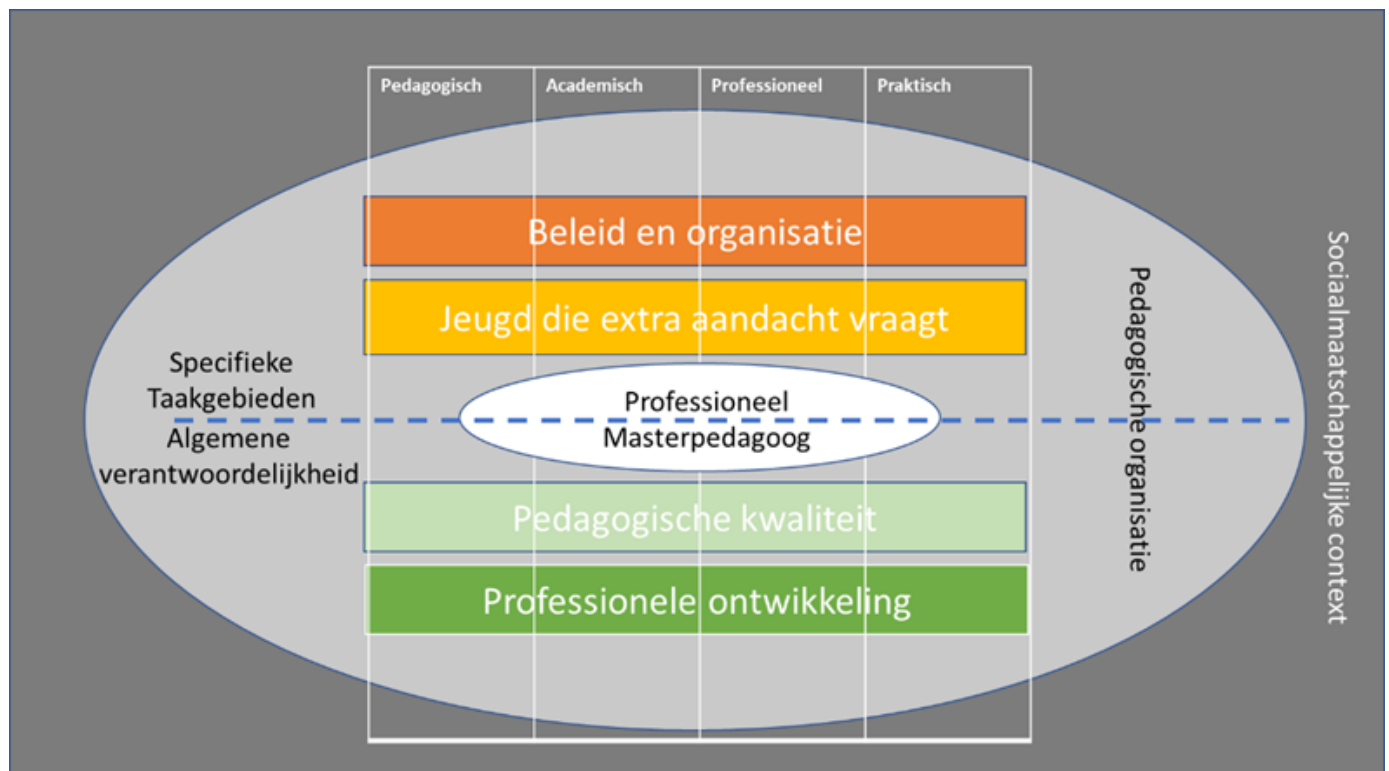 Pedagogisch
Academisch
Professioneel
Praktisch
Beleid en organisatie
Jeugd die extra aandacht vraagt
Specifieke
Taakgebieden
Algemene
verantwoordelijkheid
Professioneel
Masterpedagoog
Pedagogische kwaliteit
Professionele ontwikkeling
Pedagogische organisatie
Sociaalmaatschappelijke context